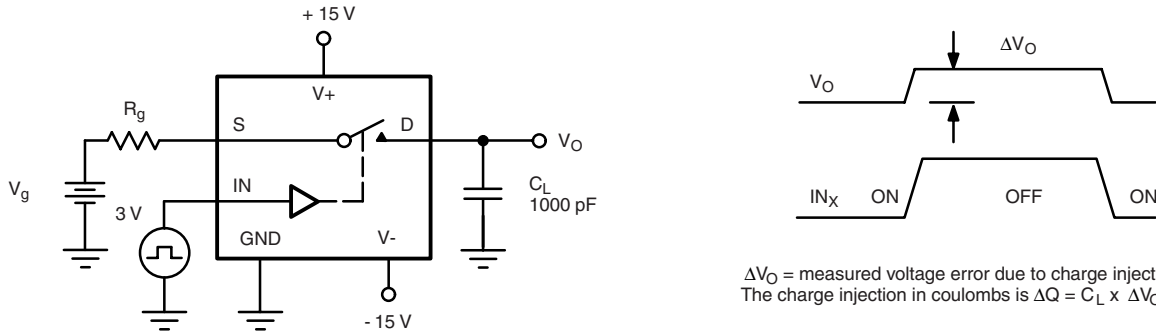 + 15 V
V+
R_g
S
D
V_O
V_g
IN
3 V
C_L
1000 pF
GND
V-
- 15 V
ΔV_O
V_O
IN_X ON OFF ON
ΔV_O = measured voltage error due to charge
The charge injection in coulombs is ΔQ = C_L x ΔV_O